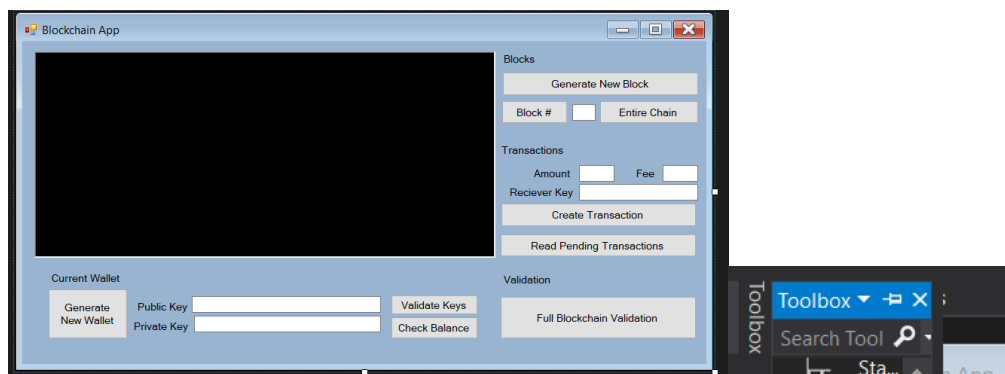 Blockchain App
Blocks
Generate New Block
Block #
Entire Chain
Transactions
Amount
Fee
Reciever Key
Create Transaction
Read Pending Transactions
Current Wallet
Generate
New Wallet
Public Key
Private Key
Validate Keys
Check Balance
Validation
Full Blockchain Validation
Toolbox
Toolbox
Search Tool
Sta...
App